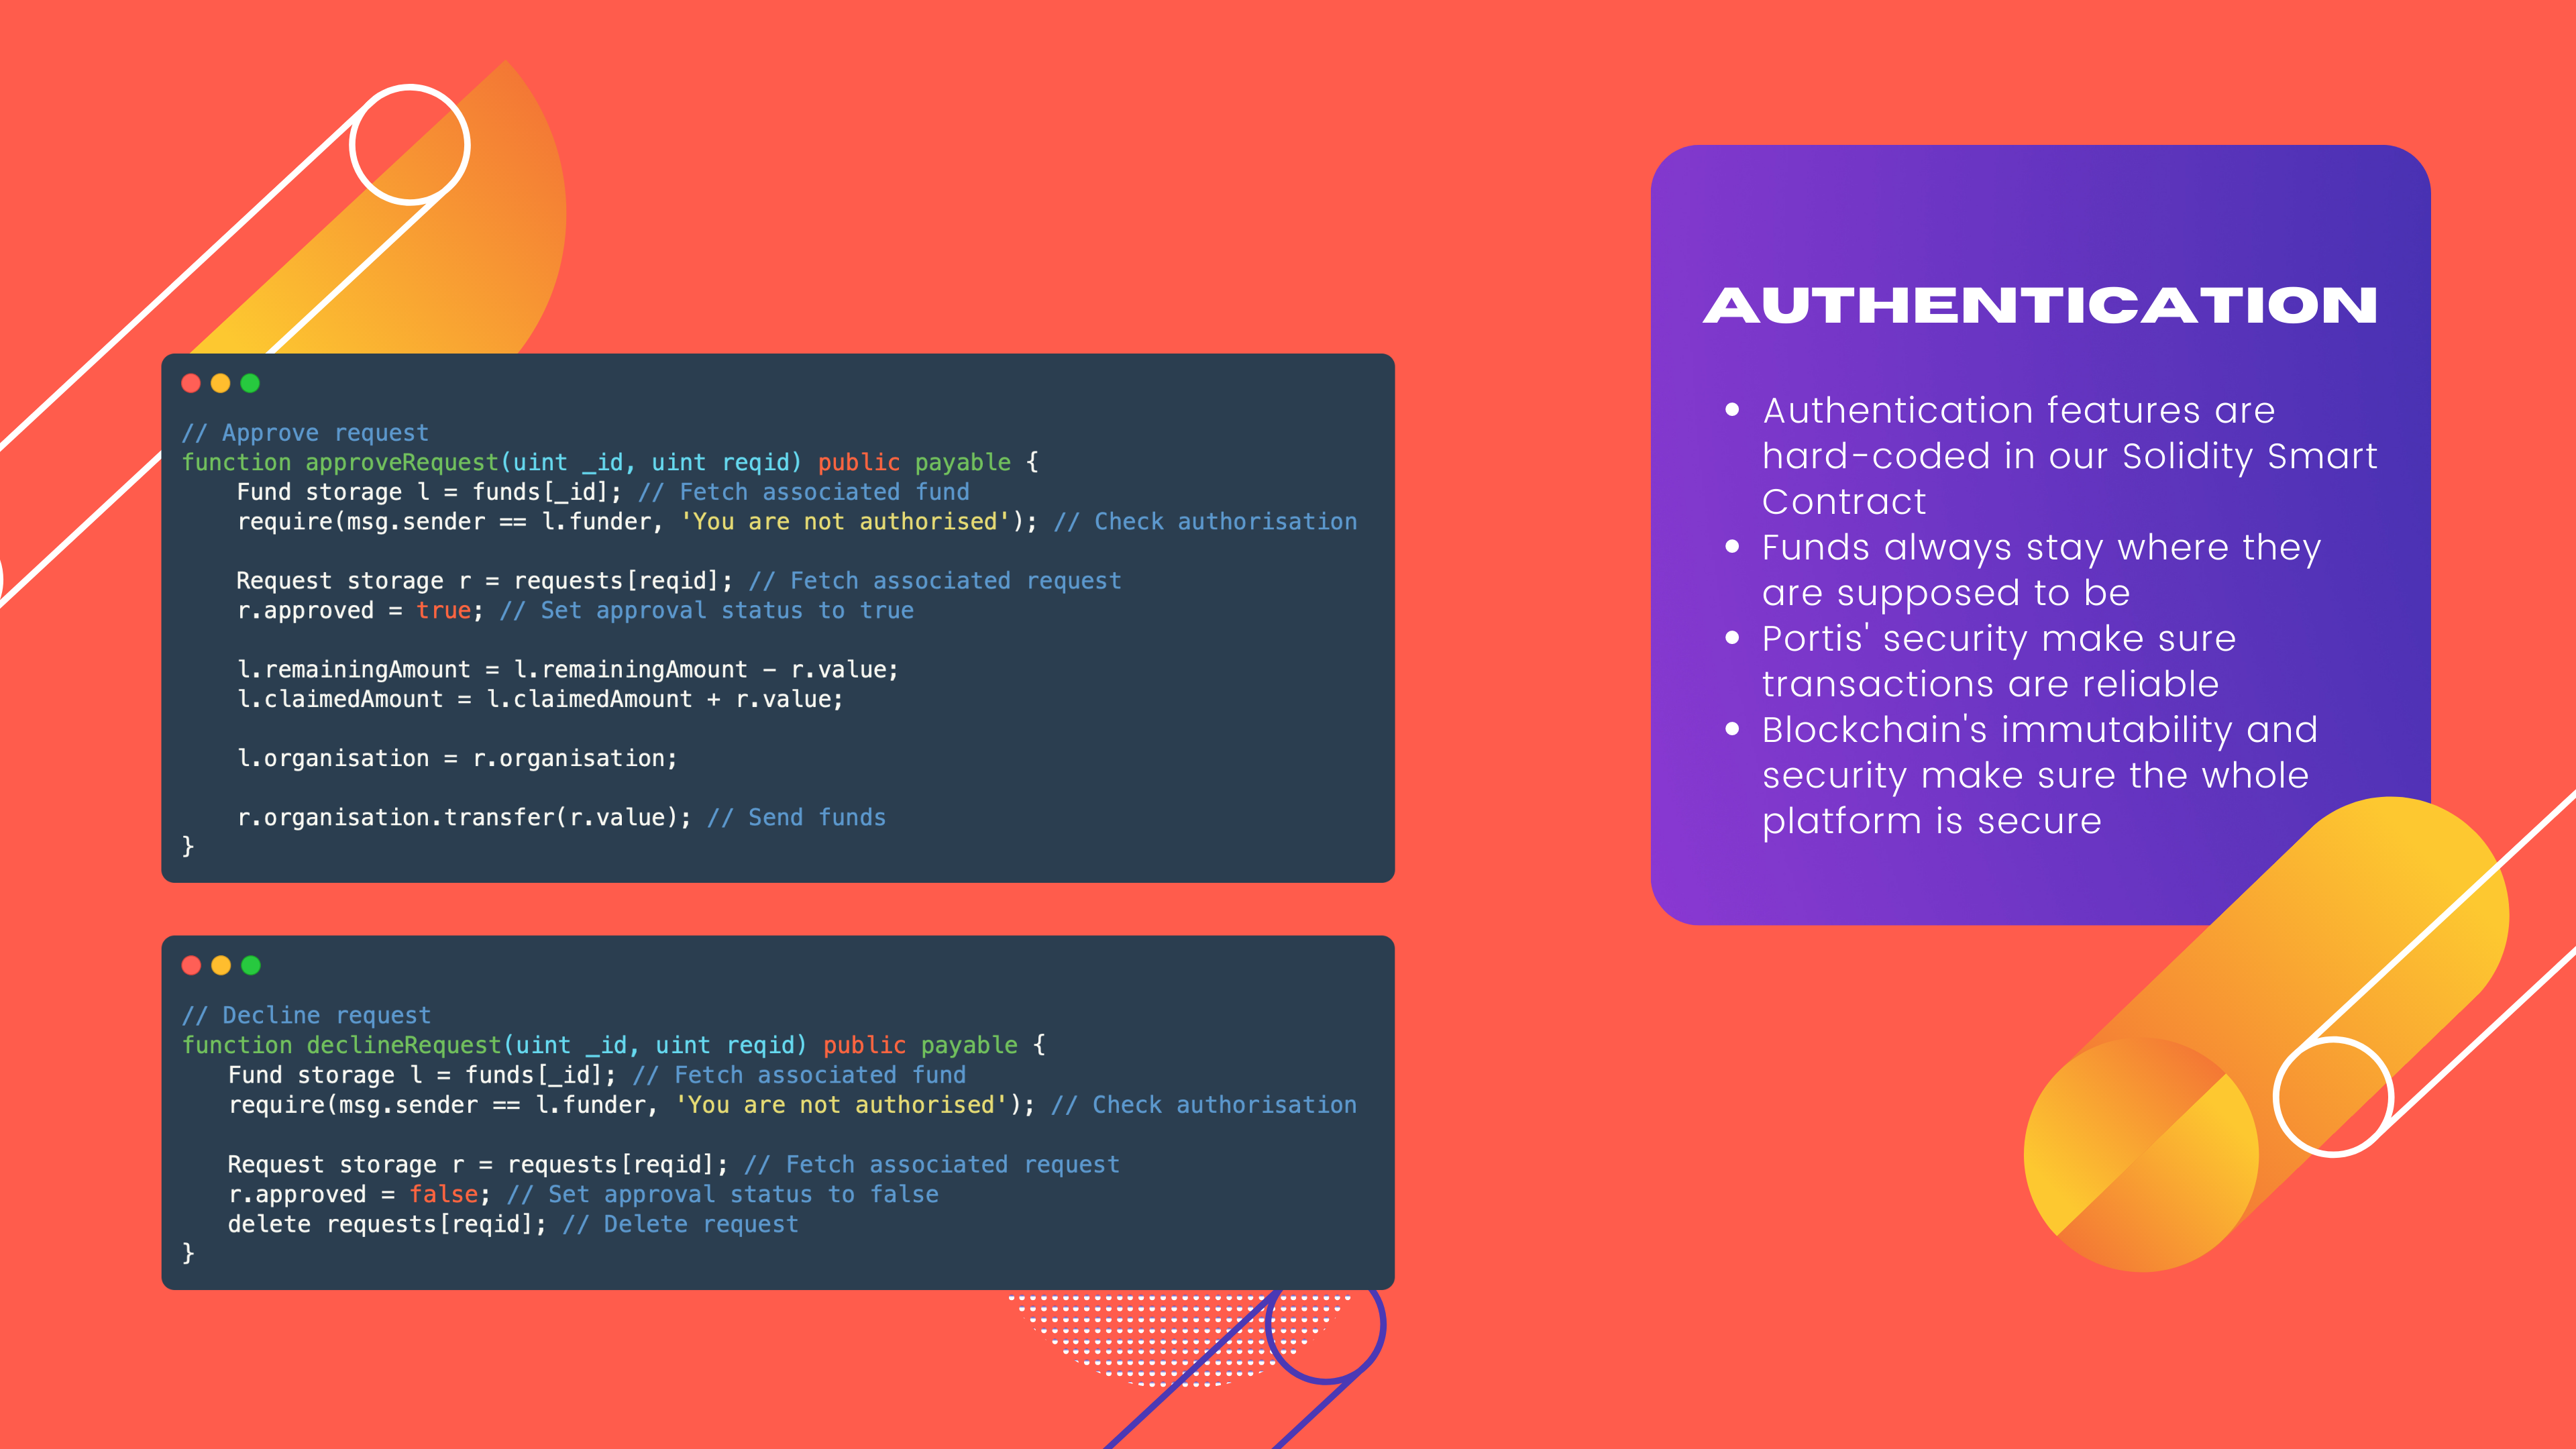 // Approve request
function approveRequest(uint _id, uint reqid) public payable {
    Fund storage l = funds[_id]; // Fetch associated fund
    require(msg.sender == l.funder, 'You are not authorised'); // Check authorisation

    Request storage r = requests[reqid]; // Fetch associated request
    r.approved = true; // Set approval status to true

    l.remainingAmount = l.remainingAmount - r.value;
    l.claimedAmount = l.claimedAmount + r.value;

    l.organisation = r.organisation;

    r.organisation.transfer(r.value); // Send funds
}
// Decline request
function declineRequest(uint _id, uint reqid) public payable {
    Fund storage l = funds[_id]; // Fetch associated fund
    require(msg.sender == l.funder, 'You are not authorised'); // Check authorisation

    Request storage r = requests[reqid]; // Fetch associated request
    r.approved = false; // Set approval status to false
    delete requests[reqid]; // Delete request
}
AUTHENTICATION
• Authentication features are
hard-coded in our Solidity Smart
Contract
• Funds always stay where they
are supposed to be
• Portis' security make sure
transactions are reliable
• Blockchain's immutability and
security make sure the whole
platform is secure